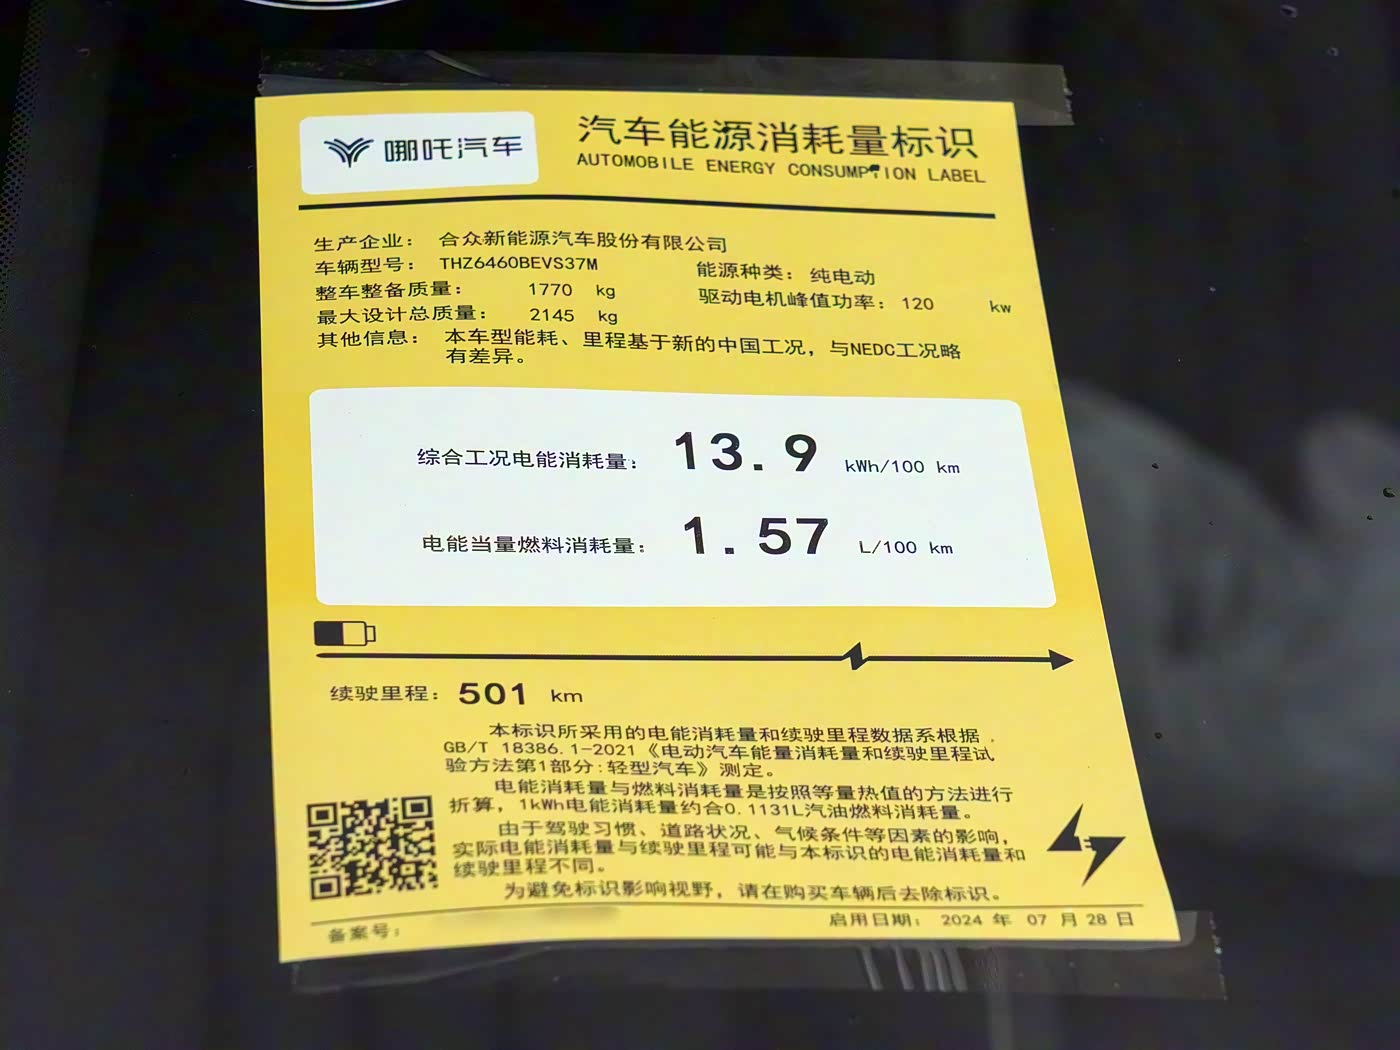 哪吒汽车
汽车能源消耗量标识
AUTOMOBILE ENERGY CONSUMPTION LABEL
生产企业： 合众新能源汽车股份有限公司
车辆型号： THZ6460BEVS37M
能源种类： 纯电动
整车整备质量： 1770 kg
驱动电机峰值功率： 120 kw
最大设计总质量： 2145 kg
其他信息： 本车型能耗、里程基于新的中国工况，与NEDC工况略
有差异。
综合工况电能消耗量： 13.9 kWh/100 km
电能当量燃料消耗量： 1.57 L/100 km
续驶里程： 501 km
本标识所采用的电能消耗量和续驶里程数据系根据
GB/T 18386.1-2021《电动汽车能量消耗量和续驶里程试
验方法第1部分:轻型汽车》测定。
电能消耗量与燃料消耗量是按照等量热值的方法进行
折算，1kWh电能消耗量约合0.1131L汽油燃料消耗量。
由于驾驶习惯、道路状况、气候条件等因素的影响，
实际电能消耗量与续驶里程可能与本标识的电能消耗量和
续驶里程不同。
为避免标识影响视野，请在购买车辆后去除标识。
备案号：
启用日期： 2024 年 07 月 28 日